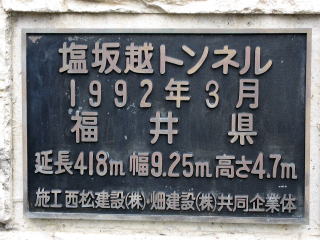 塩坂越トンネル
1992年3月
福井県
延長418m 幅9.25m 高さ4.7m
施工 西松建設(株)・畑建設(株)共同企業体